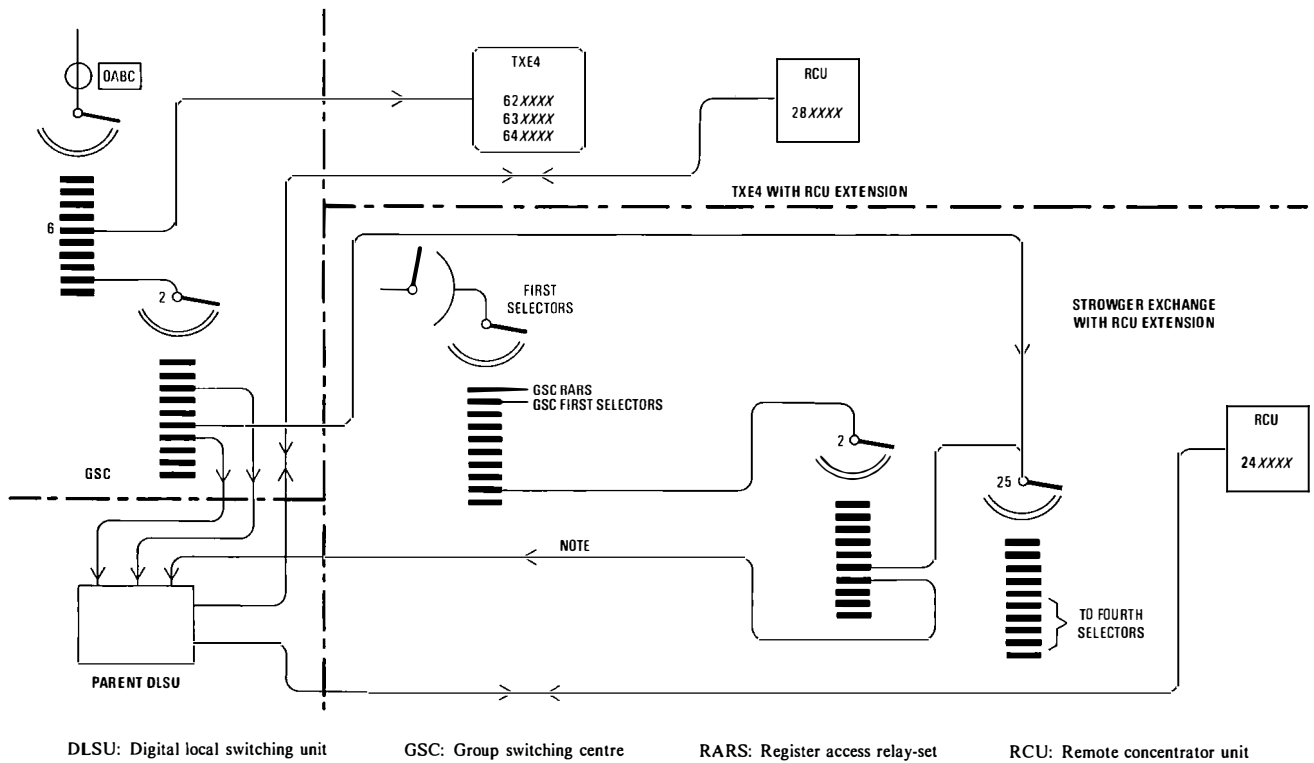 OABC
TXE4
62XXXX
63XXXX
64XXXX
RCU
28XXXX
TXE4 WITH RCU EXTENSION
6
2
FIRST
SELECTORS
STROWGER EXCHANGE
WITH RCU EXTENSION
GSC RARS
GSC FIRST SELECTORS
RCU
24XXXX
2
GSC
25
NOTE
TO FOURTH
SELECTORS
PARENT DLSU
DLSU: Digital local switching unit
GSC: Group switching centre
RARS: Register access relay-set
RCU: Remote concentrator unit